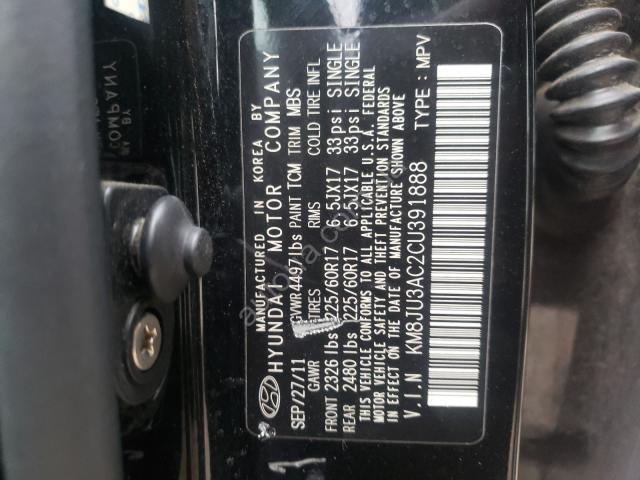 MANUFACTURED IN KOREA BY
HYUNDAI MOTOR COMPANY
SEP/27/11 GVWR 4497lbs PAINT TCM TRIM MBS
GAWR TIRES RIMS COLD TIRE INFL
FRONT 2326 lbs 225/60R17 6.5JX17 33psi SINGLE
REAR 2480 lbs 225/60R17 6.5JX17 33psi SINGLE
THIS VEHICLE CONFORMS TO ALL APPLICABLE U.S.A. FEDERAL
MOTOR VEHICLE SAFETY AND THEFT PREVENTION STANDARDS
IN EFFECT ON THE DATE OF MANUFACTURE SHOWN ABOVE
V.I.N KM8JU3AC2CU391888 TYPE : MPV
1